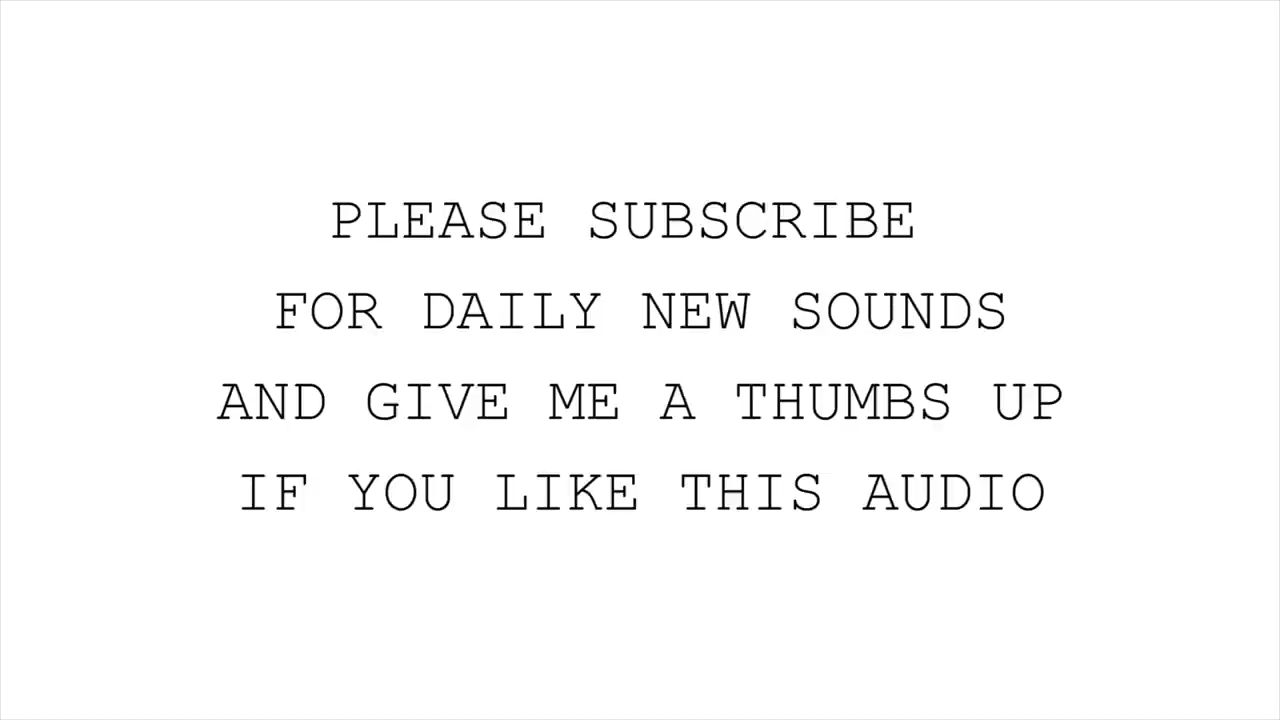 PLEASE SUBSCRIBE
FOR DAILY NEW SOUNDS
AND GIVE ME A THUMBS UP
IF YOU LIKE THIS AUDIO